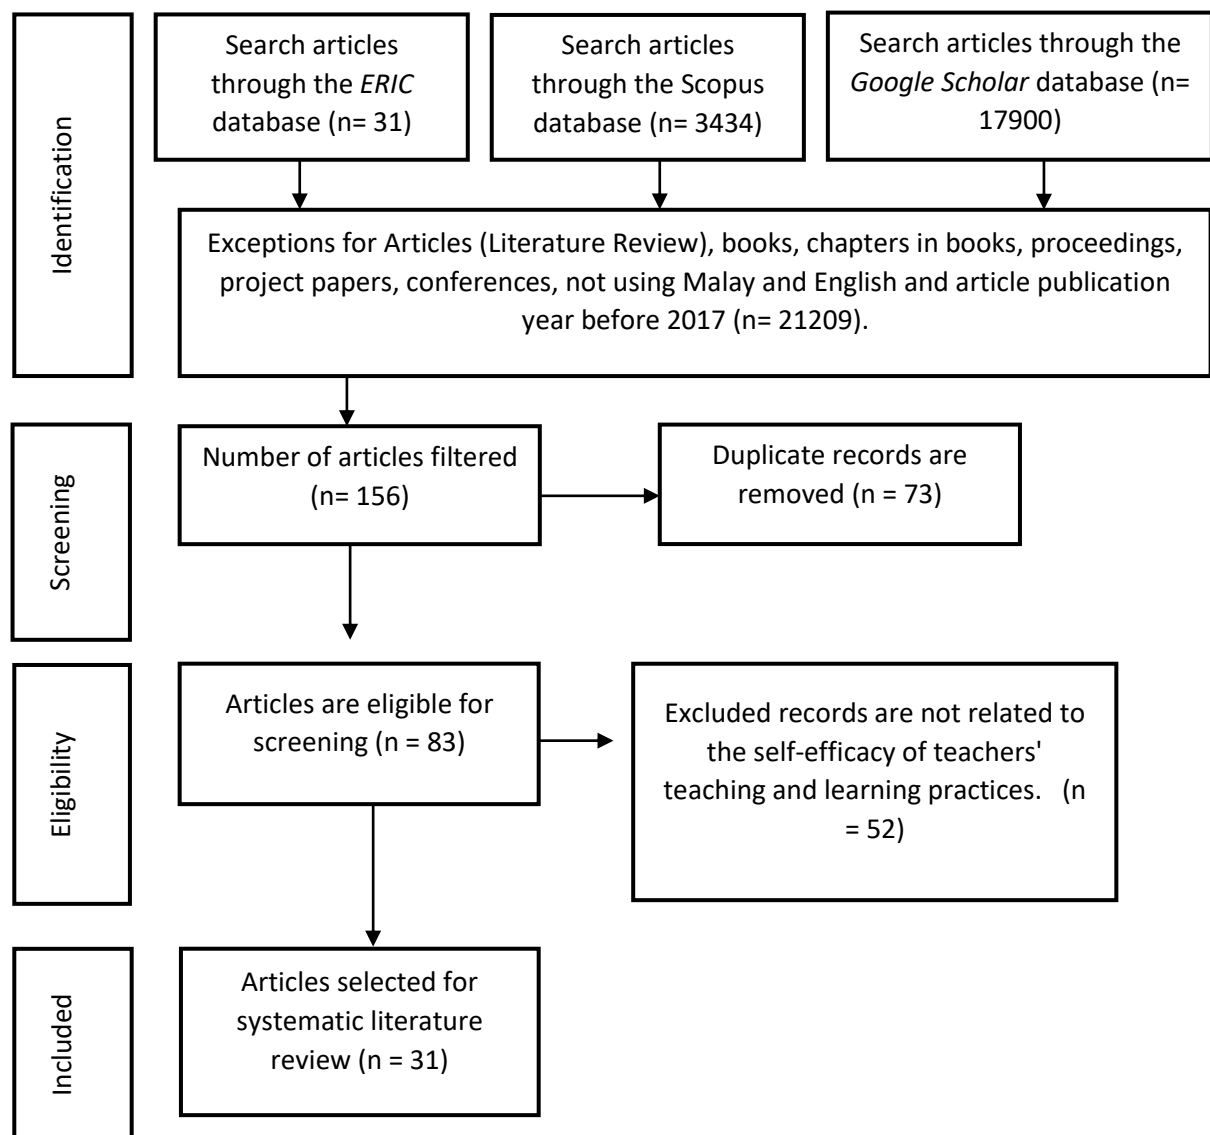 Identification
Search articles
through the ERIC
database (n= 31)
Search articles
through the Scopus
database (n= 3434)
Search articles through the
Google Scholar database (n=
17900)
Exceptions for Articles (Literature Review), books, chapters in books, proceedings,
project papers, conferences, not using Malay and English and article publication
year before 2017 (n= 21209).
Screening
Number of articles filtered
(n= 156)
Duplicate records are
removed (n = 73)
Eligibility
Articles are eligible for
screening (n = 83)
Excluded records are not related to
the self-efficacy of teachers'
teaching and learning practices. (n
= 52)
Included
Articles selected for
systematic literature
review (n = 31)